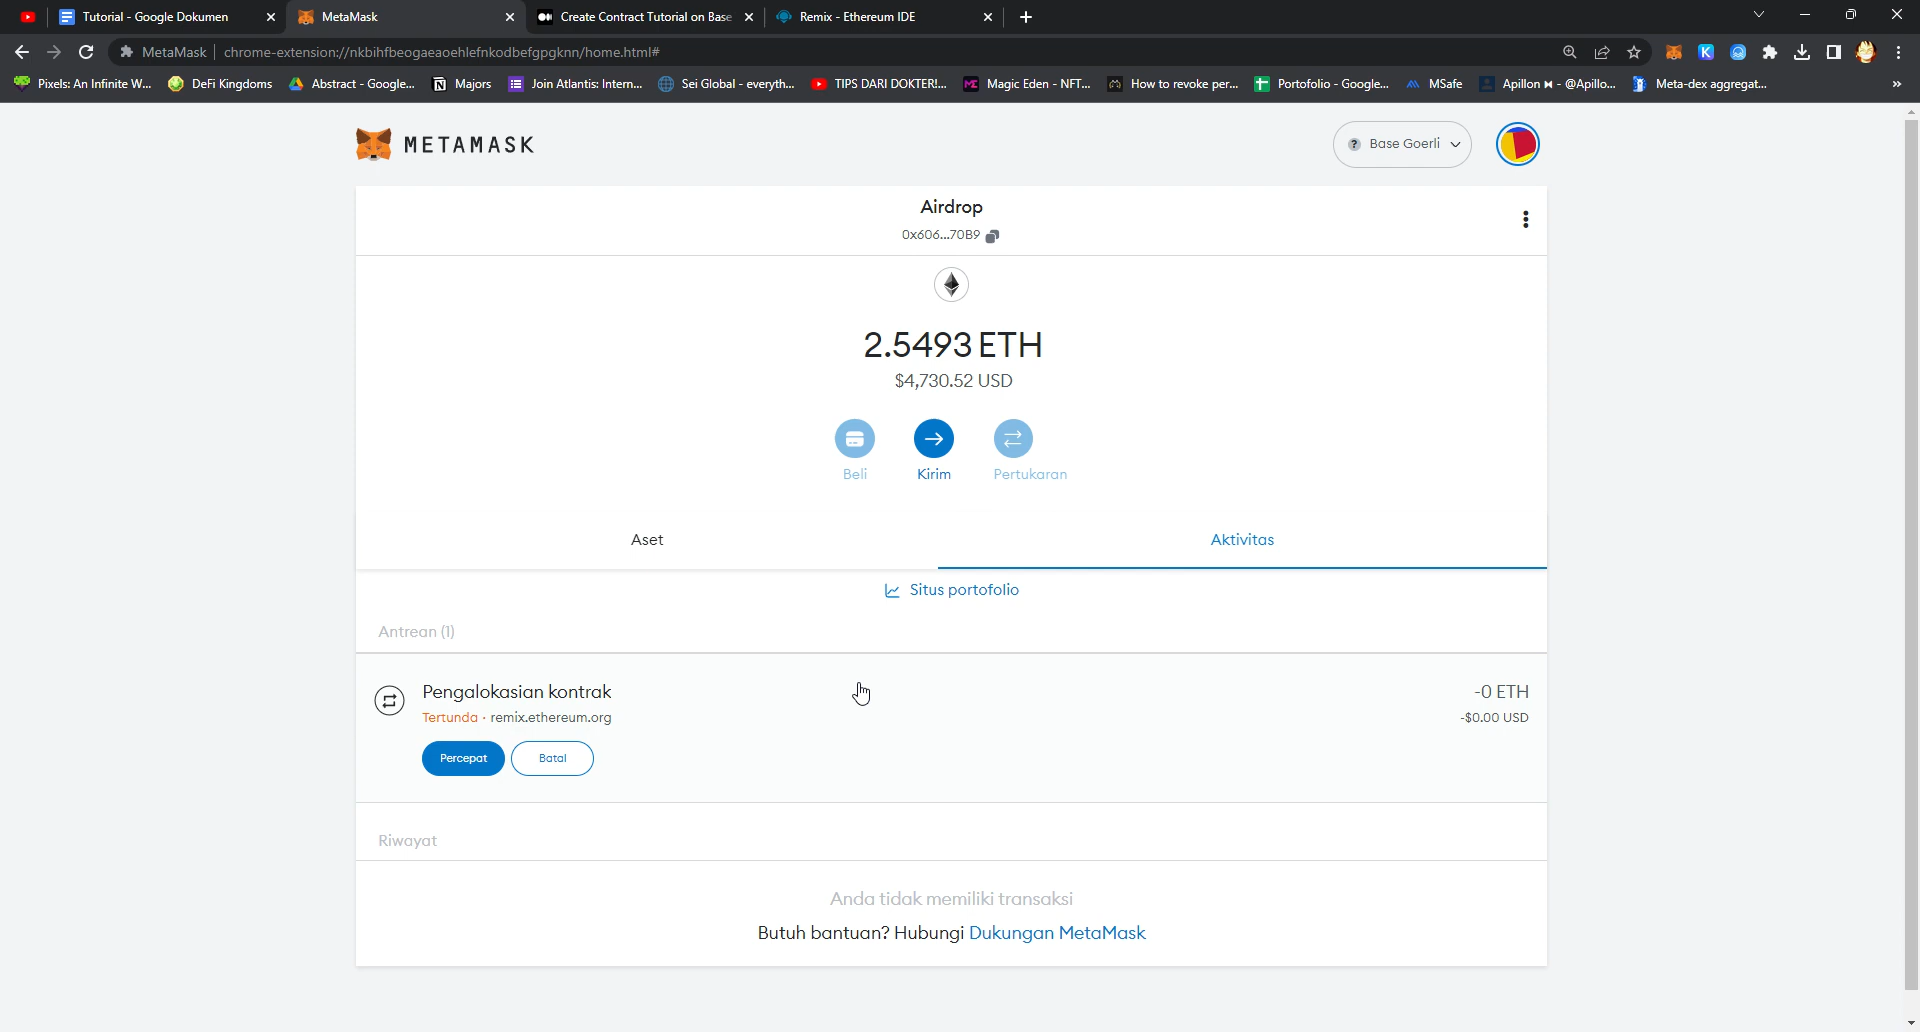 Tutorial - Google Dokumen
MetaMask
Create Contract Tutorial on Base
Remix - Ethereum IDE
MetaMask
chrome-extension://nkbihfbeogaeaoehlefnkodbefgpgknn/home.html#
Pixels: An Infinite W...
DeFi Kingdoms
Abstract - Google...
Majors
Join Atlantis: Intern...
Sei Global - everyth...
TIPS DARI DOKTER!...
Magic Eden - NFT...
How to revoke per...
Portofolio - Google...
MSafe
Apillon ⧓ - @Apillo...
Meta-dex aggregat...
METAMASK
? Base Goerli
Airdrop
0x606...70B9
2.5493 ETH
$4,730.52 USD
Beli
Kirim
Pertukaran
Aset
Aktivitas
Situs portofolio
Antrean (1)
Pengalokasian kontrak
-0 ETH
Tertunda · remix.ethereum.org
-$0.00 USD
Percepat
Batal
Riwayat
Anda tidak memiliki transaksi
Butuh bantuan? Hubungi Dukungan MetaMask